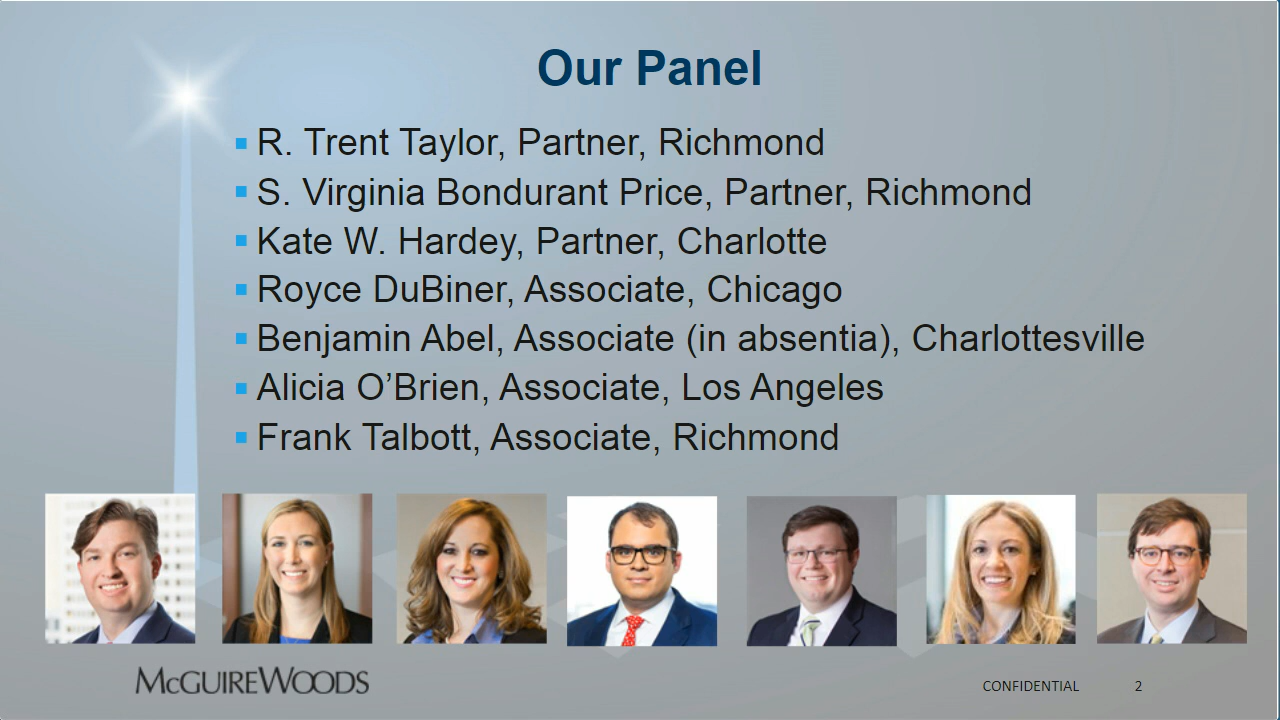 Our Panel
R. Trent Taylor, Partner, Richmond
S. Virginia Bondurant Price, Partner, Richmond
Kate W. Hardey, Partner, Charlotte
Royce DuBiner, Associate, Chicago
Benjamin Abel, Associate (in absentia), Charlottesville
Alicia O’Brien, Associate, Los Angeles
Frank Talbott, Associate, Richmond
McGuireWoods
CONFIDENTIAL 2